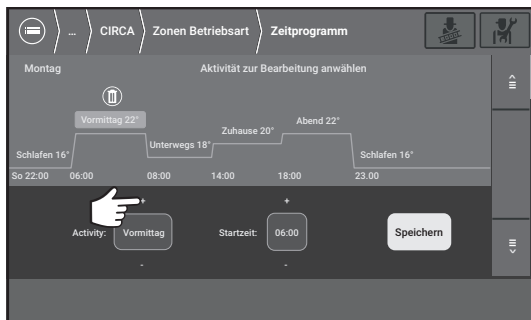 ... CIRCA Zonen Betriebsart Zeitprogramm
Montag Aktivität zur Bearbeitung anwählen
Vormittag 22°
Abend 22°
Zuhause 20°
Unterwegs 18°
Schlafen 16° Schlafen 16°
So 22:00 06:00 08:00 14:00 18:00 23.00
+ +
Activity: Vormittag Startzeit: 06:00 Speichern
- -